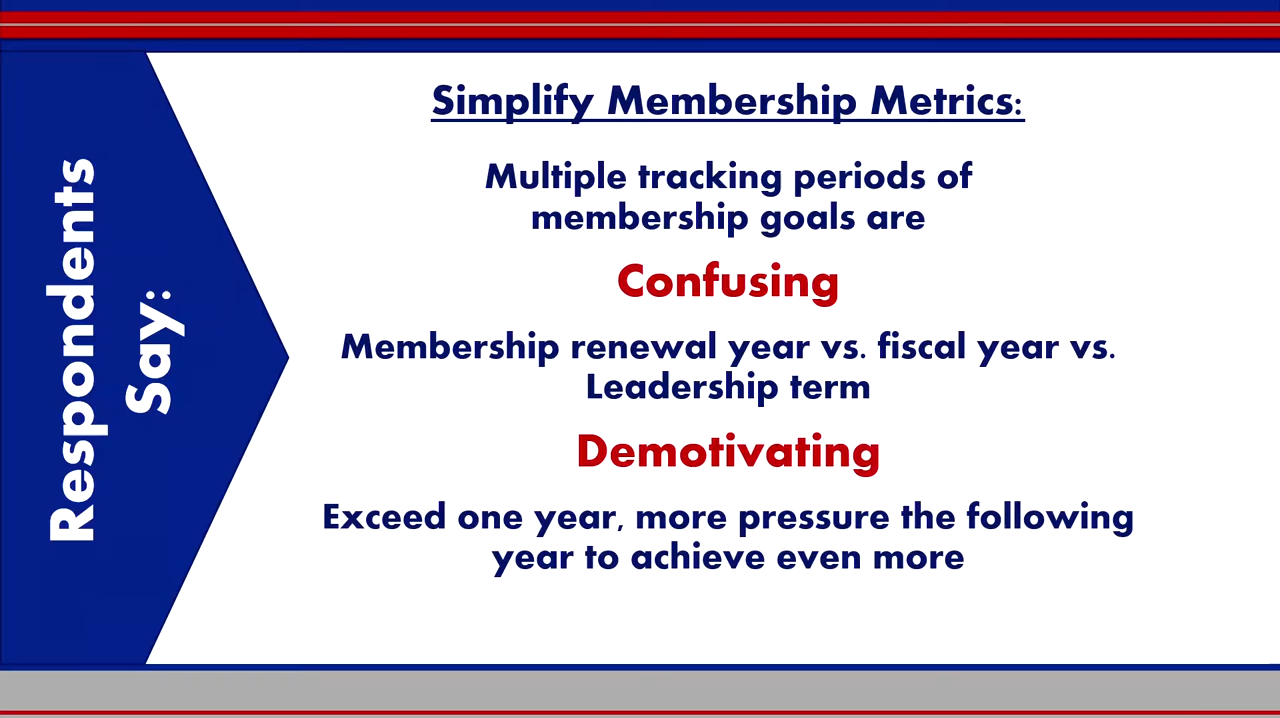 Respondents
Say:
Simplify Membership Metrics:
Multiple tracking periods of
membership goals are
Confusing
Membership renewal year vs. fiscal year vs.
Leadership term
Demotivating
Exceed one year, more pressure the following
year to achieve even more